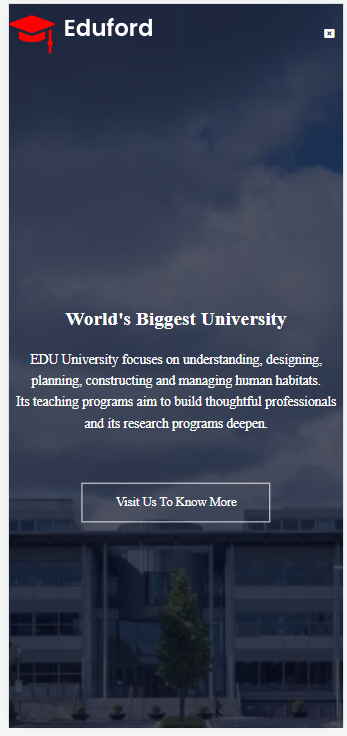 Eduford
World's Biggest University
EDU University focuses on understanding, designing,
planning, constructing and managing human habitats.
Its teaching programs aim to build thoughtful professionals
and its research programs deepen.
Visit Us To Know More